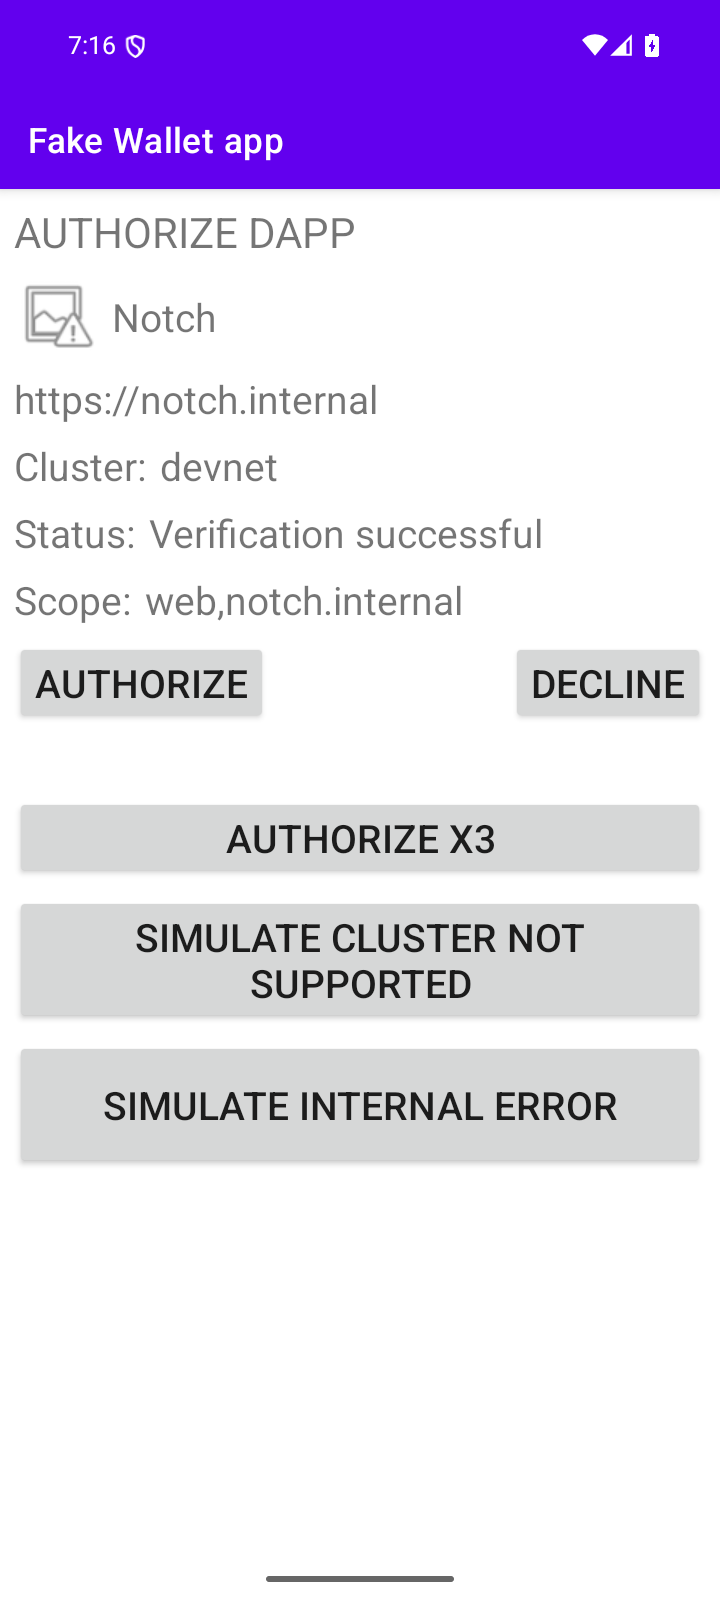 7:16
Fake Wallet app
AUTHORIZE DAPP
Notch
https://notch.internal
Cluster: devnet
Status: Verification successful
Scope: web,notch.internal
AUTHORIZE
DECLINE
AUTHORIZE X3
SIMULATE CLUSTER NOT
SUPPORTED
SIMULATE INTERNAL ERROR